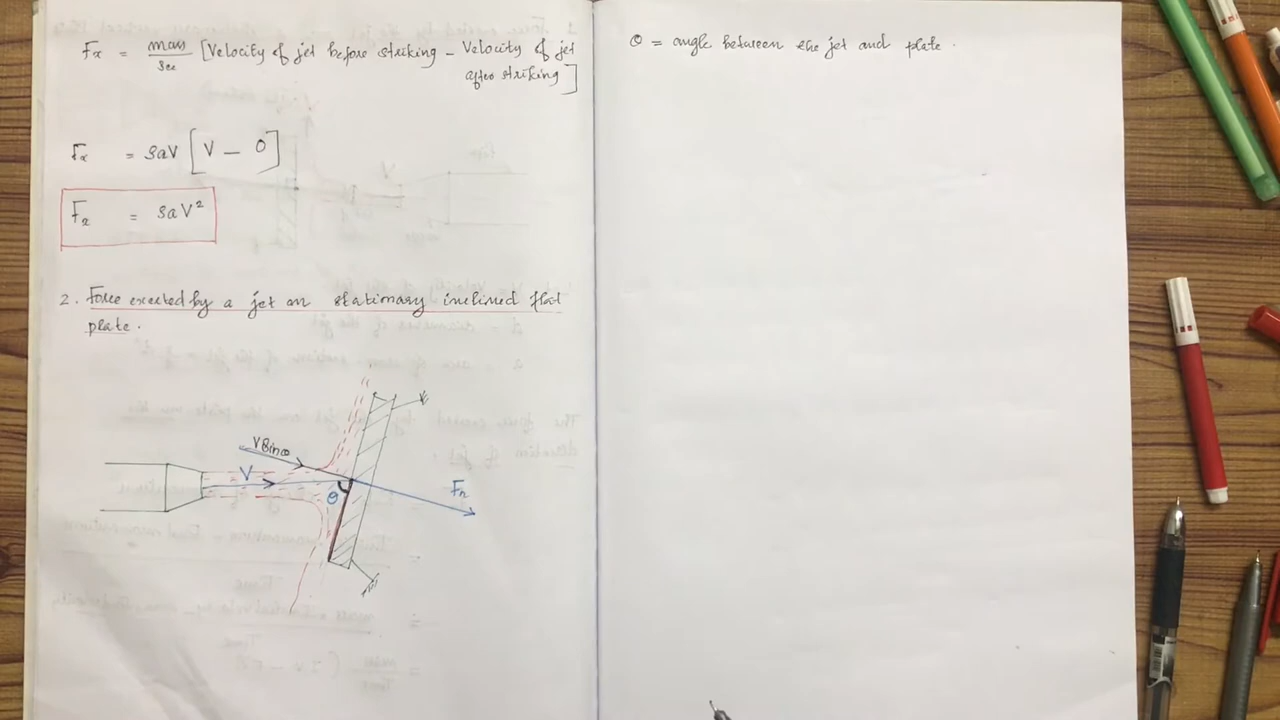 Fx = mass/sec [Velocity of jet before striking – Velocity of jet
after striking]
Fx = ρaV [V – 0]
Fx = ρaV²
2. Force exerted by a jet on stationary inclined flat
plate.
V Sinθ
V
θ
Fn
θ = angle between the jet and plate.